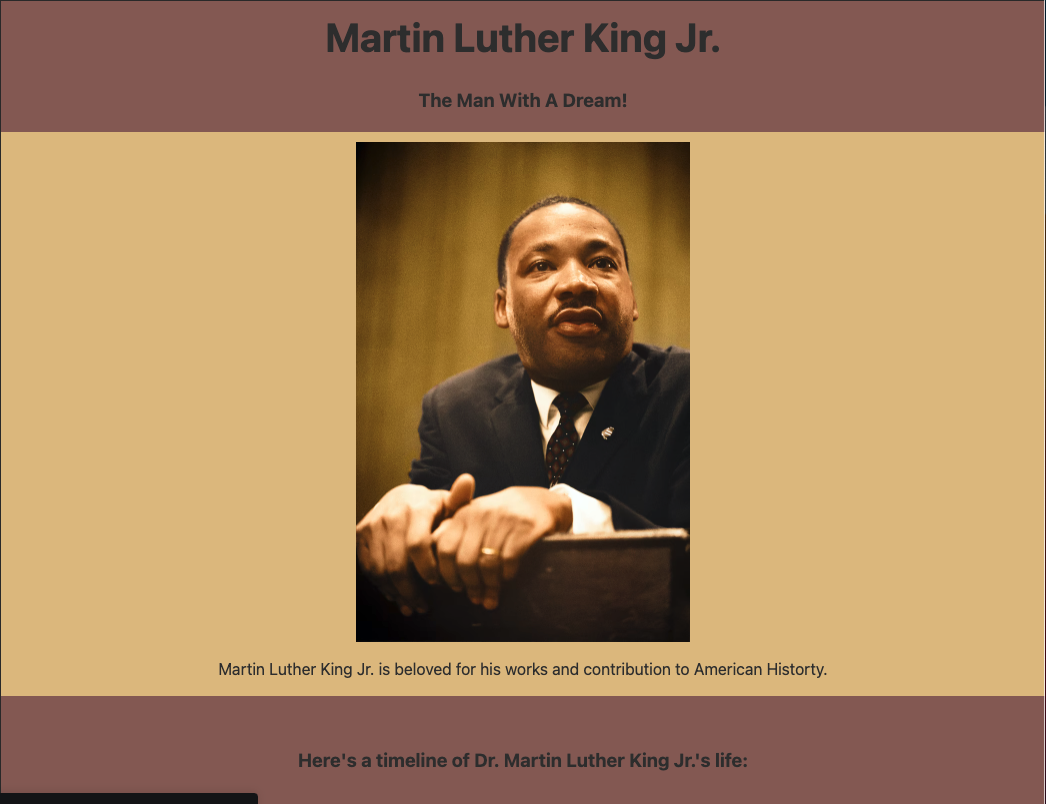 Martin Luther King Jr.
The Man With A Dream!
Martin Luther King Jr. is beloved for his works and contribution to American Historty.
Here's a timeline of Dr. Martin Luther King Jr.'s life: